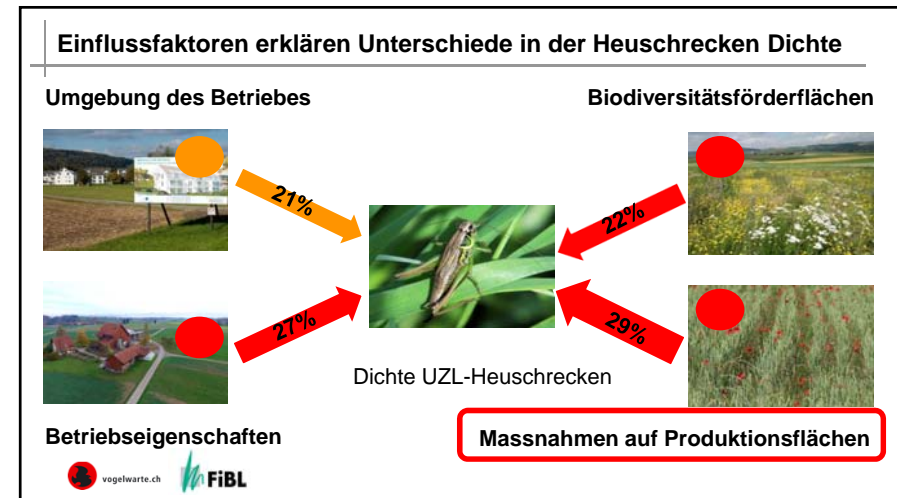 Einflussfaktoren erklären Unterschiede in der Heuschrecken Dichte
Umgebung des Betriebes
Biodiversitätsförderflächen
21%
22%
27%
29%
Dichte UZL-Heuschrecken
Betriebseigenschaften
Massnahmen auf Produktionsflächen
vogelwarte.ch
FiBL